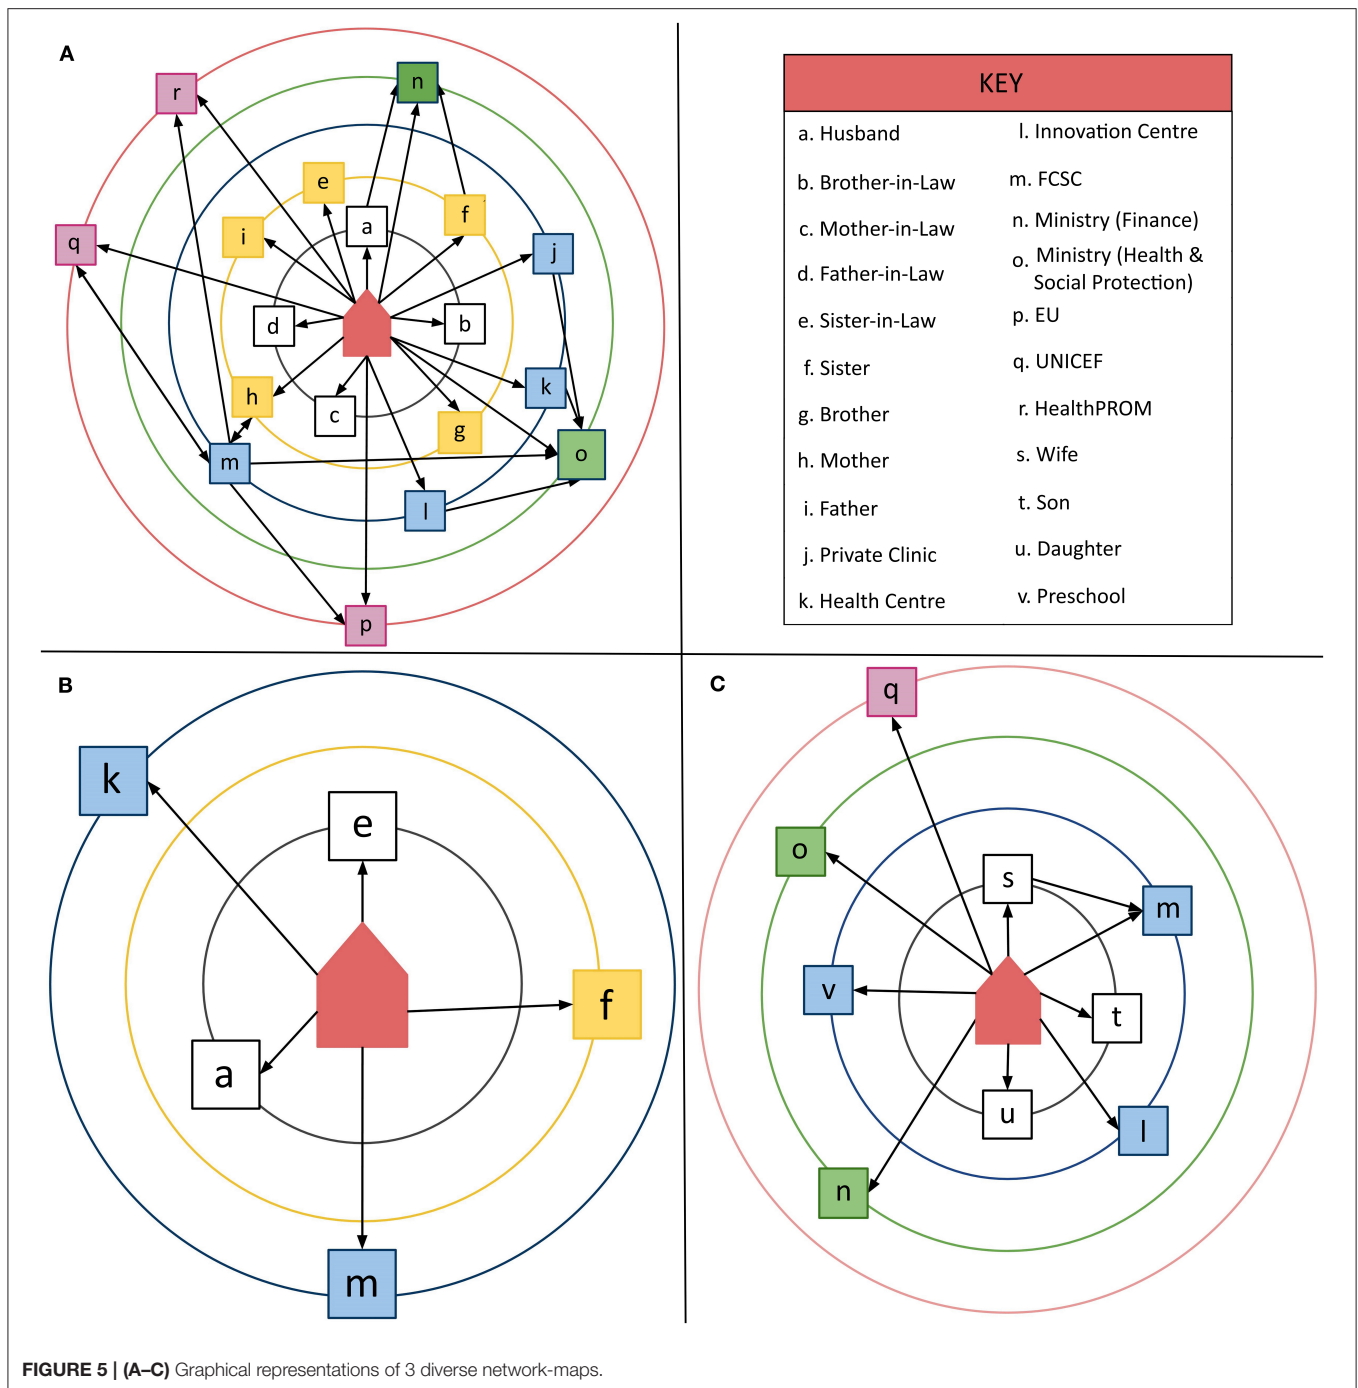 A
r
n
e
f
a
i
j
q
d
b
k
h
c
g
m
o
l
p
KEY
a. Husband
b. Brother-in-Law
c. Mother-in-Law
d. Father-in-Law
e. Sister-in-Law
f. Sister
g. Brother
h. Mother
i. Father
j. Private Clinic
k. Health Centre
l. Innovation Centre
m. FCSC
n. Ministry (Finance)
o. Ministry (Health &
Social Protection)
p. EU
q. UNICEF
r. HealthPROM
s. Wife
t. Son
u. Daughter
v. Preschool
B
k
e
f
a
m
C
q
o
s
m
v
t
u
l
n
FIGURE 5 | (A–C) Graphical representations of 3 diverse network-maps.